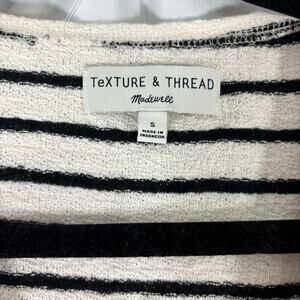 TeXTURE & THREAD
Madewell
S
MADE IN
INDONESIA